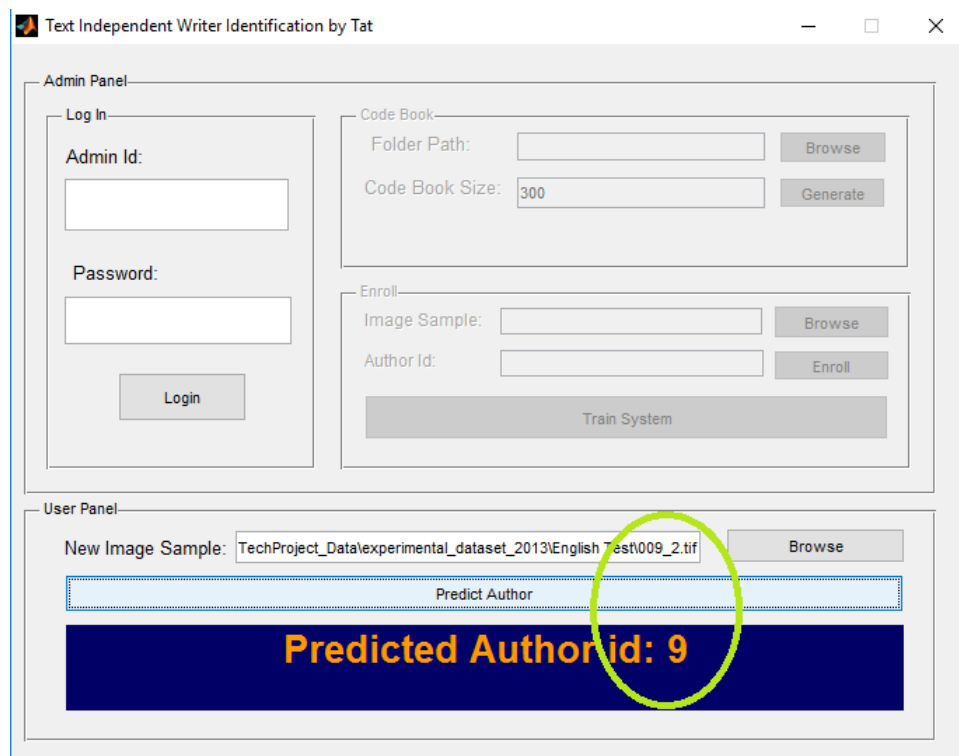 Text Independent Writer Identification by Tat
Admin Panel
Log In
Admin Id:
Password:
Login
Code Book
Folder Path:
Browse
Code Book Size:
300
Generate
Enroll
Image Sample:
Browse
Author Id:
Enroll
Train System
User Panel
New Image Sample: TechProject_Data\experimental_dataset_2013\English Test\009_2.tif Browse
Predict Author
Predicted Author id: 9